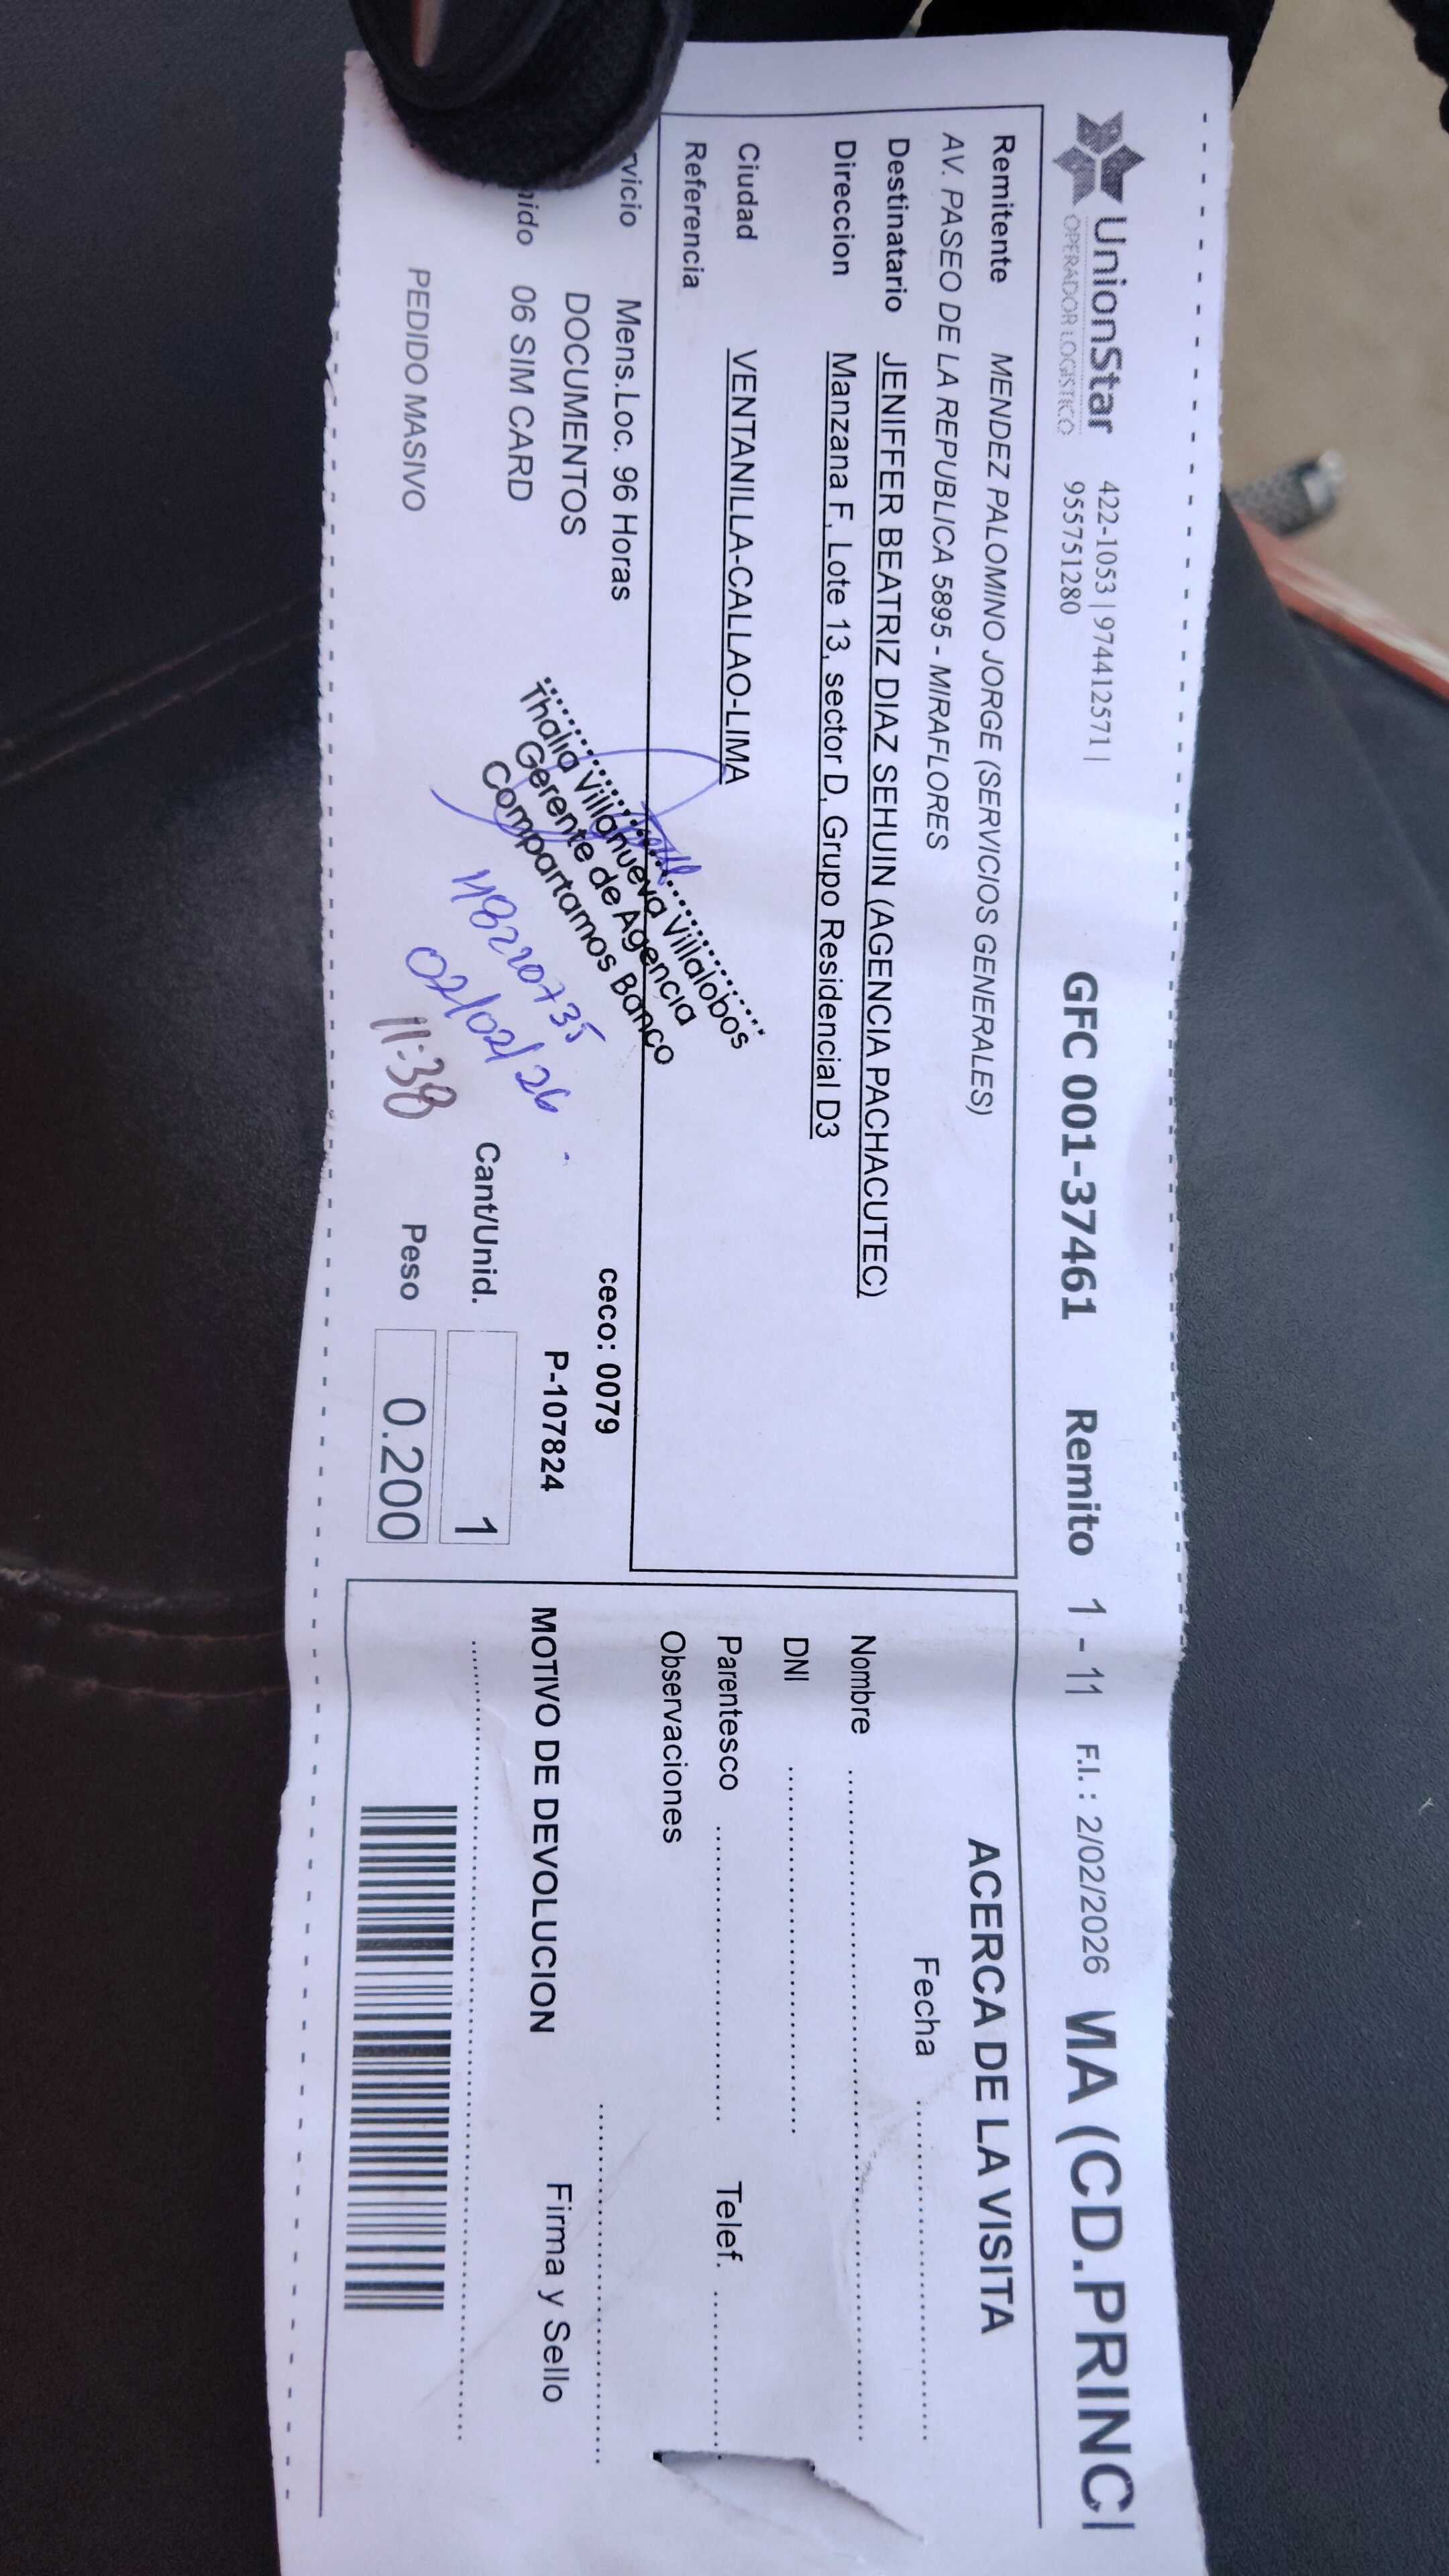 UnionStar
OPERADOR LOGISTICO
422-1053 | 974412571 |
955751280
GFC 001-37461 Remito 1 - 11 F.I. : 2/02/2026 MA (CD.PRINCI
Remitente MENDEZ PALOMINO JORGE (SERVICIOS GENERALES)
AV. PASEO DE LA REPUBLICA 5895 - MIRAFLORES
Destinatario JENIFFER BEATRIZ DIAZ SEHUIN (AGENCIA PACHACUTEC)
Direccion Manzana F, Lote 13, sector D, Grupo Residencial D3
Ciudad VENTANILLA-CALLAO-LIMA
Referencia
rvicio Mens.Loc. 96 Horas
ceco: 0079
DOCUMENTOS
P-107824
nido 06 SIM CARD
Cant/Unid. 1
PEDIDO MASIVO
Peso 0.200
Thalia Villanueva Villalobos
Gerente de Agencia
Compartamos Banco
48220735
02/02/26
11:38
ACERCA DE LA VISITA
Fecha
Nombre
DNI
Parentesco Telef.
Observaciones
MOTIVO DE DEVOLUCION Firma y Sello